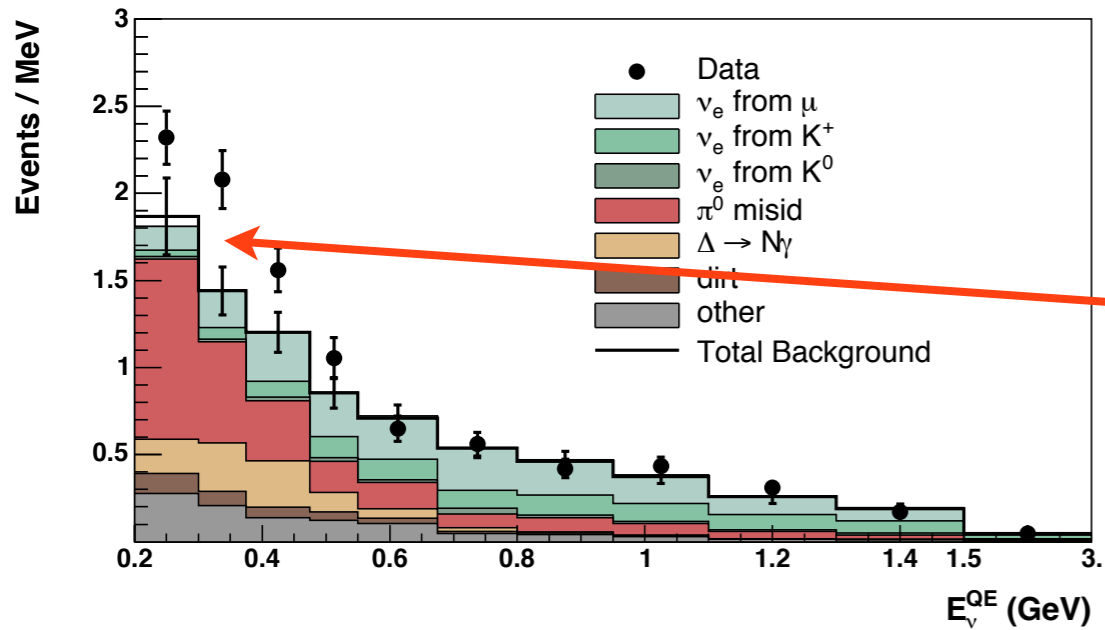 Events / MeV
3
2.5
2
1.5
1
0.5
Data
νe from μ
νe from K+
νe from K0
π0 misid
Δ → Nγ
dirt
other
Total Background
0.2 0.4 0.6 0.8 1 1.2 1.4 1.5 3.
EνQE (GeV)